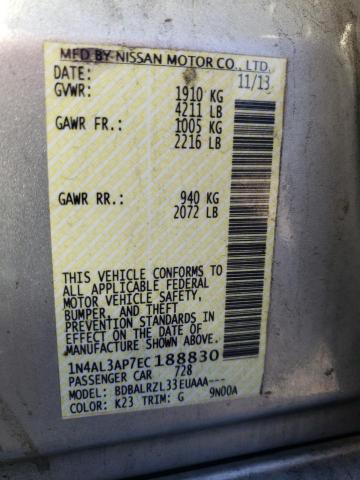 MFD BY NISSAN MOTOR CO., LTD.
DATE: 11/13
GVWR: 1910 KG
4211 LB
GAWR FR.: 1005 KG
2216 LB
GAWR RR.: 940 KG
2072 LB
THIS VEHICLE CONFORMS TO
ALL APPLICABLE FEDERAL
MOTOR VEHICLE SAFETY,
BUMPER, AND THEFT
PREVENTION STANDARDS IN
EFFECT ON THE DATE OF
MANUFACTURE SHOWN ABOVE.
1N4AL3AP7EC188830
PASSENGER CAR 728
MODEL: BDBALRZL33EUAAA---
COLOR: K23 TRIM: G 9N00A